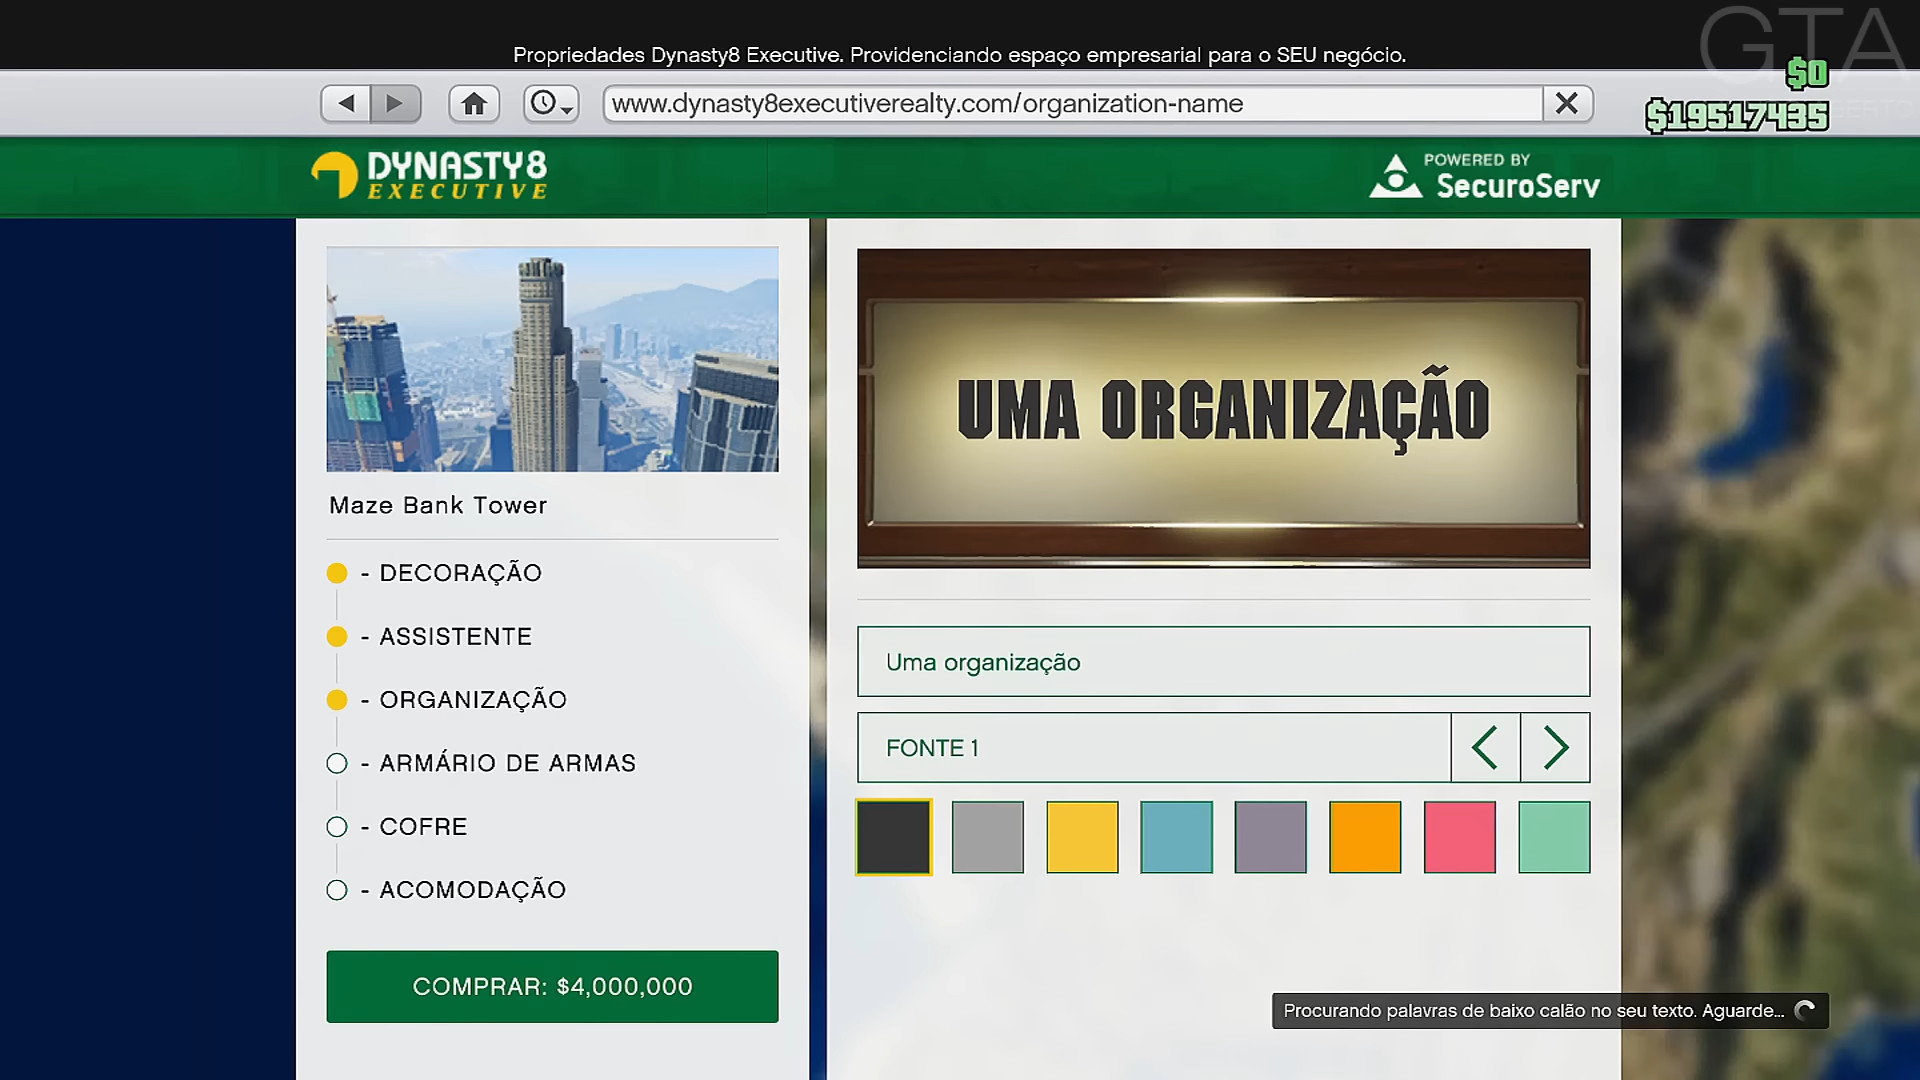 GTA
Propriedades Dynasty8 Executive. Providenciando espaço empresarial para o SEU negócio.
$0
www.dynasty8executiverealty.com/organization-name
$19517435
DYNASTY8
EXECUTIVE
POWERED BY
SecuroServ
UMA ORGANIZAÇÃO
Maze Bank Tower
- DECORAÇÃO
- ASSISTENTE
- ORGANIZAÇÃO
- ARMÁRIO DE ARMAS
- COFRE
- ACOMODAÇÃO
COMPRAR: $4,000,000
Uma organização
FONTE 1
Procurando palavras de baixo calão no seu texto. Aguarde...